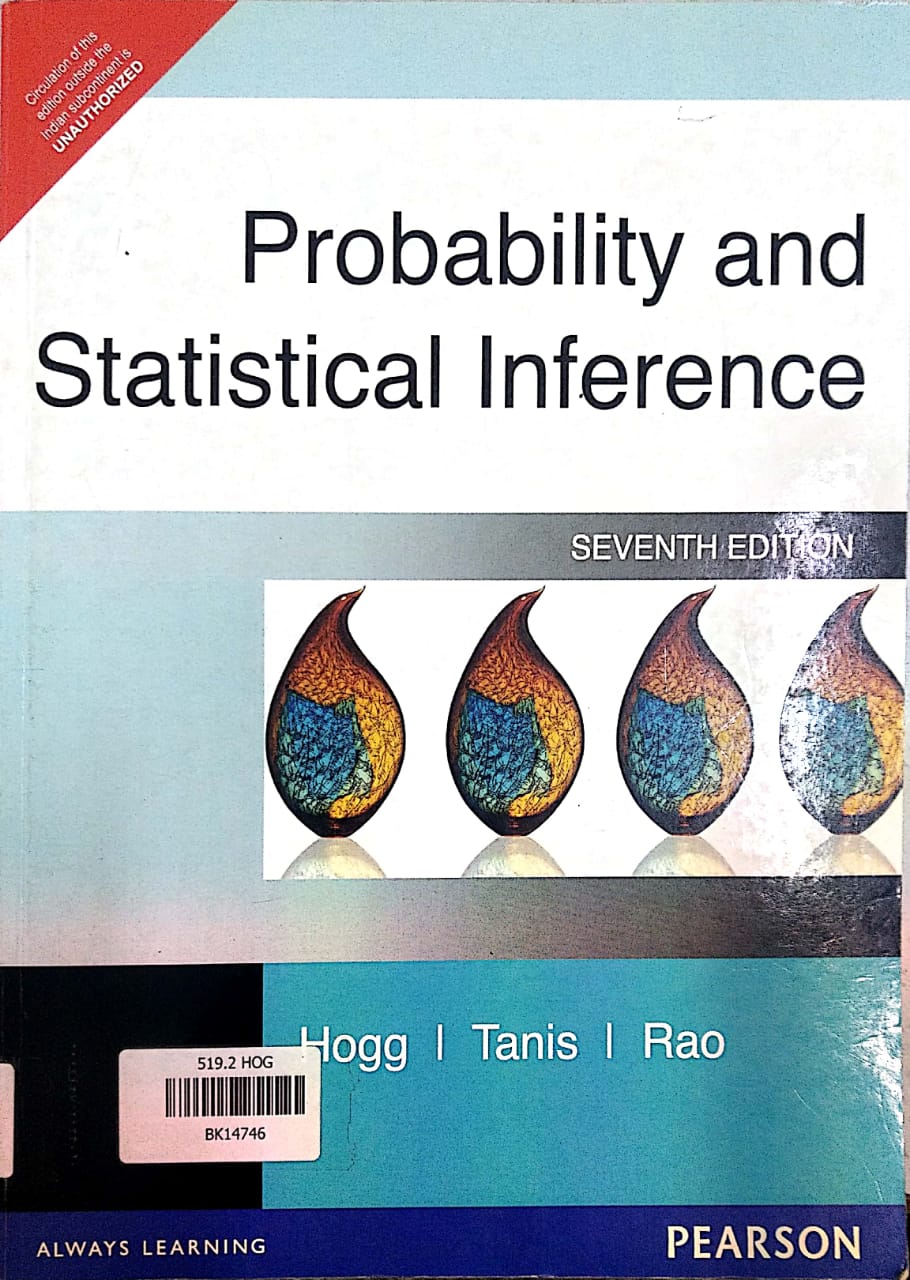 Circulation of this
edition outside the
Indian subcontinent is
UNAUTHORIZED
Probability and
Statistical Inference
SEVENTH EDITION
Hogg | Tanis | Rao
519.2 HOG
BK14746
ALWAYS LEARNING
PEARSON